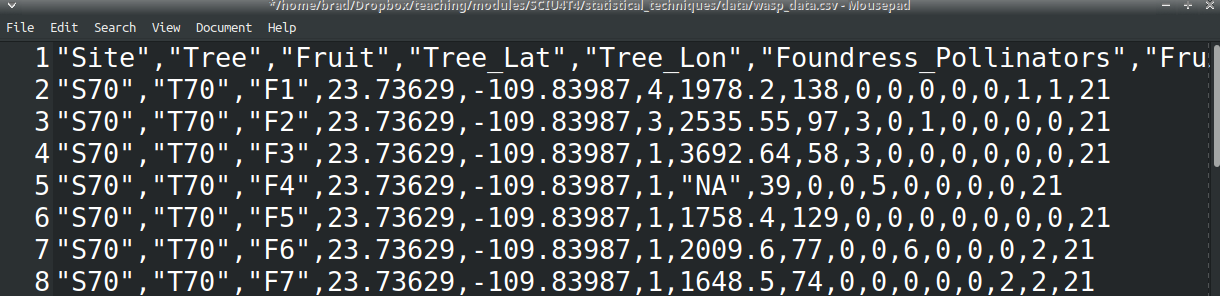 */home/brad/Dropbox/teaching/modules/SCIU4T4/statistical_techniques/data/wasp_data.csv - Mousepad
File Edit Search View Document Help
1 "Site","Tree","Fruit","Tree_Lat","Tree_Lon","Foundress_Pollinators","Fru
2 "S70","T70","F1",23.73629,-109.83987,4,1978.2,138,0,0,0,0,0,1,1,21
3 "S70","T70","F2",23.73629,-109.83987,3,2535.55,97,3,0,1,0,0,0,0,21
4 "S70","T70","F3",23.73629,-109.83987,1,3692.64,58,3,0,0,0,0,0,0,21
5 "S70","T70","F4",23.73629,-109.83987,1,"NA",39,0,0,5,0,0,0,0,21
6 "S70","T70","F5",23.73629,-109.83987,1,1758.4,129,0,0,0,0,0,0,0,21
7 "S70","T70","F6",23.73629,-109.83987,1,2009.6,77,0,0,6,0,0,0,2,21
8 "S70","T70","F7",23.73629,-109.83987,1,1648.5,74,0,0,0,0,0,2,2,21